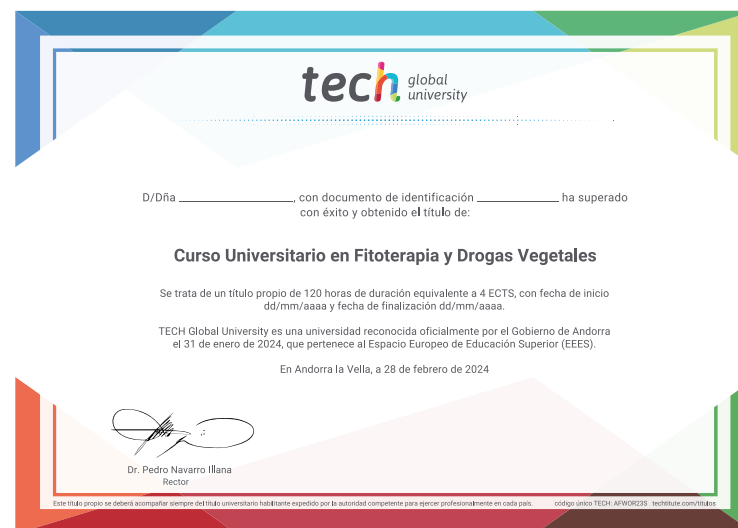 tech global university
D/Dña ______________________, con documento de identificación ________________ ha superado
con éxito y obtenido el título de:
Curso Universitario en Fitoterapia y Drogas Vegetales
Se trata de un título propio de 120 horas de duración equivalente a 4 ECTS, con fecha de inicio
dd/mm/aaaa y fecha de finalización dd/mm/aaaa.
TECH Global University es una universidad reconocida oficialmente por el Gobierno de Andorra
el 31 de enero de 2024, que pertenece al Espacio Europeo de Educación Superior (EEES).
En Andorra la Vella, a 28 de febrero de 2024
Dr. Pedro Navarro Illana
Rector
Este título propio se deberá acompañar siempre del título universitario habilitante expedido por la autoridad competente para ejercer profesionalmente en cada país. código único TECH: AFWOR23S techtitute.com/titulos